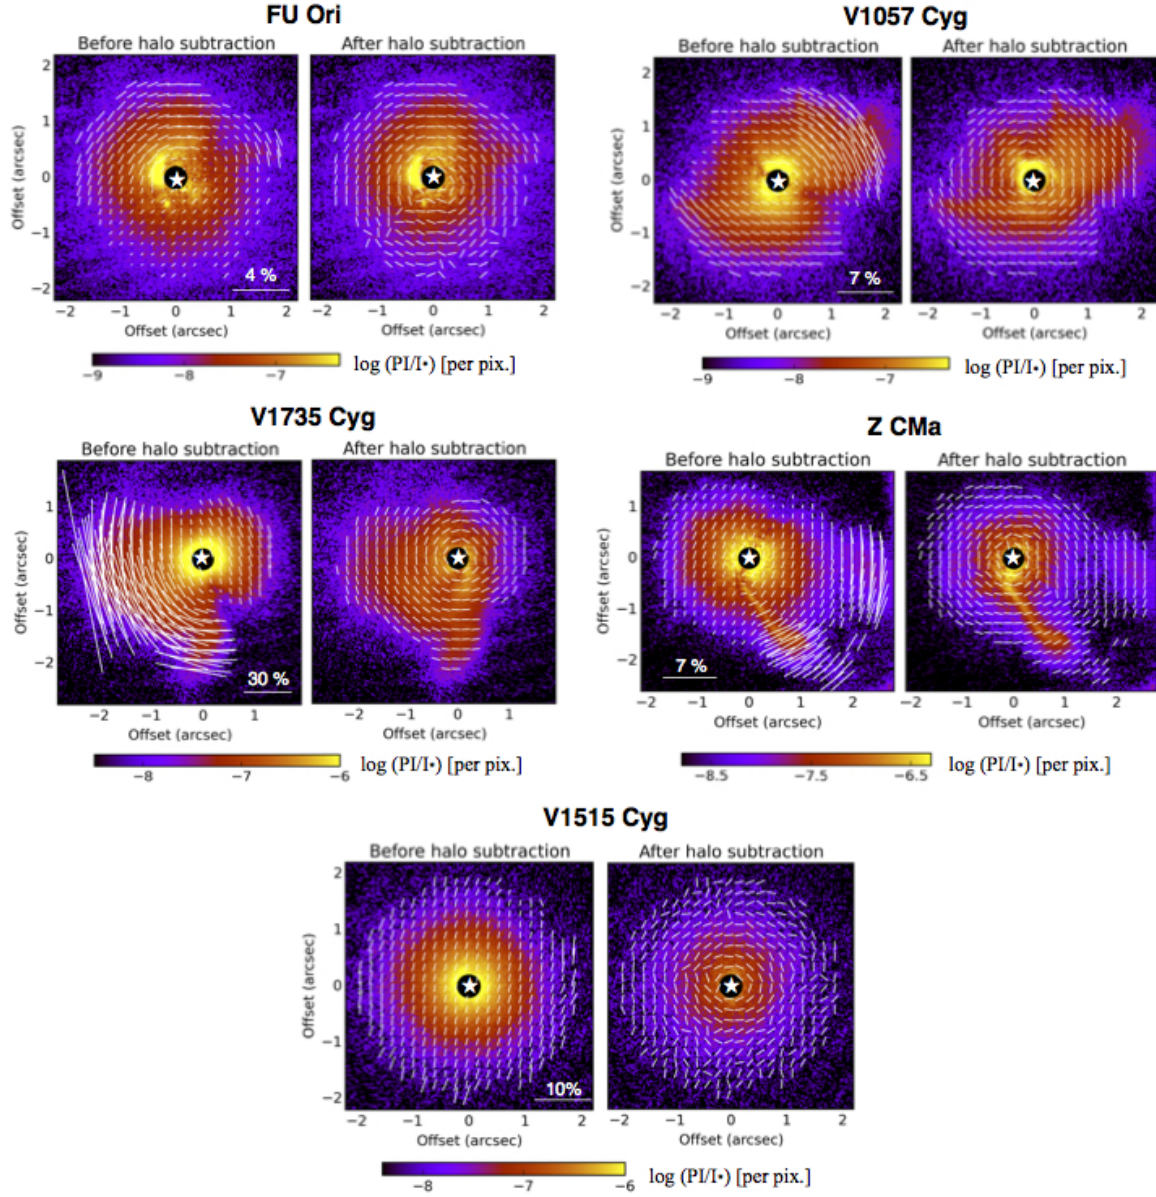 FU Ori
Before halo subtraction
After halo subtraction
2
1
0
−1
−2
Offset (arcsec)
4 %
−2 −1 0 1 2
−2 −1 0 1 2
Offset (arcsec)
Offset (arcsec)
−9 −8 −7
log (PI/I*) [per pix.]
V1057 Cyg
Before halo subtraction
After halo subtraction
2
1
0
−1
−2
Offset (arcsec)
7 %
−2 −1 0 1 2
−2 −1 0 1 2
Offset (arcsec)
Offset (arcsec)
−9 −8 −7
log (PI/I*) [per pix.]
V1735 Cyg
Before halo subtraction
After halo subtraction
1
0
−1
−2
Offset (arcsec)
30 %
−2 −1 0 1
−2 −1 0 1
Offset (arcsec)
Offset (arcsec)
−8 −7 −6
log (PI/I*) [per pix.]
Z CMa
Before halo subtraction
After halo subtraction
1
0
−1
−2
Offset (arcsec)
7 %
−2 −1 0 1 2
−2 −1 0 1 2
Offset (arcsec)
Offset (arcsec)
−8.5 −7.5 −6.5
log (PI/I*) [per pix.]
V1515 Cyg
Before halo subtraction
After halo subtraction
2
1
0
−1
−2
Offset (arcsec)
10%
−2 −1 0 1 2
−2 −1 0 1 2
Offset (arcsec)
Offset (arcsec)
−8 −7 −6
log (PI/I*) [per pix.]